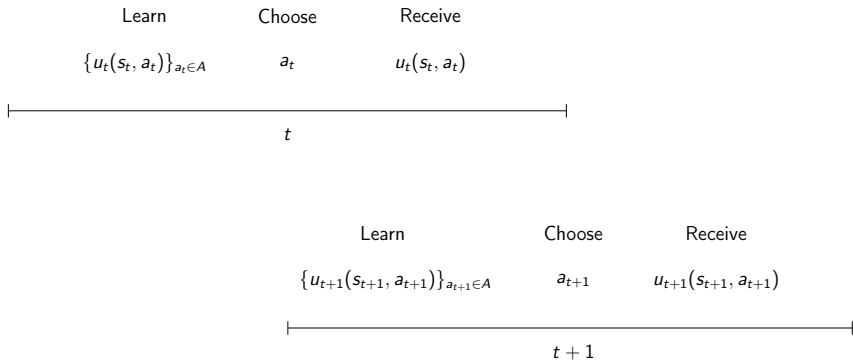 Learn Choose Receive
{u_t(s_t, a_t)}_{a_t∈A} a_t u_t(s_t, a_t)
t
Learn Choose Receive
{u_{t+1}(s_{t+1}, a_{t+1})}_{a_{t+1}∈A} a_{t+1} u_{t+1}(s_{t+1}, a_{t+1})
t + 1